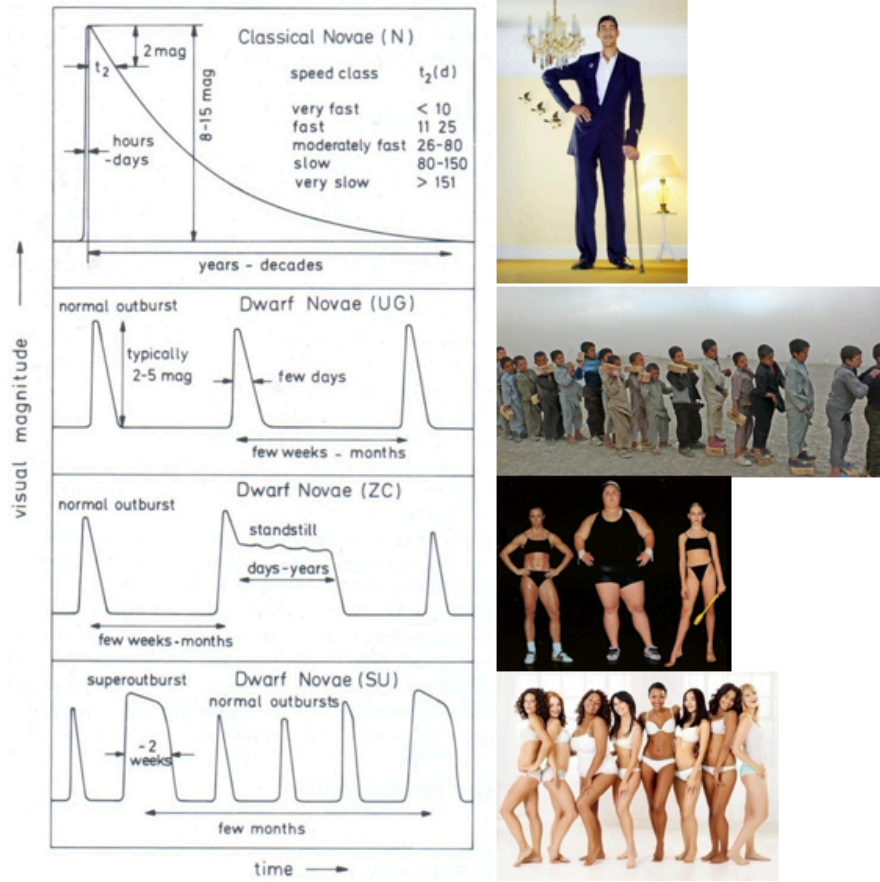 Classical Novae (N)
2 mag
t2
8-15 mag
hours
-days
speed class t2(d)
very fast < 10
fast 11 25
moderately fast 26-80
slow 80-150
very slow > 151
years - decades
normal outburst Dwarf Novae (UG)
typically
2-5 mag
few days
few weeks - months
Dwarf Novae (ZC)
normal outburst
standstill
days-years
few weeks-months
superoutburst Dwarf Novae (SU)
normal outbursts
~2
weeks
few months
visual magnitude
time